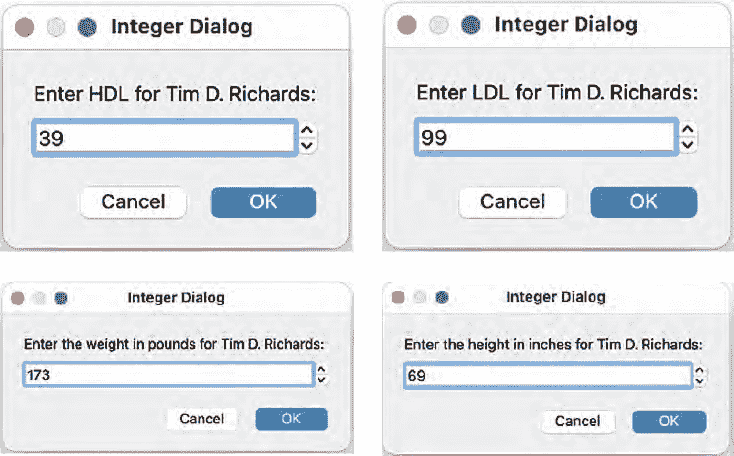 Integer Dialog
Enter HDL for Tim D. Richards:
39
Cancel OK
Integer Dialog
Enter LDL for Tim D. Richards:
99
Cancel OK
Integer Dialog
Enter the weight in pounds for Tim D. Richards:
173
Cancel OK
Integer Dialog
Enter the height in inches for Tim D. Richards:
69
Cancel OK